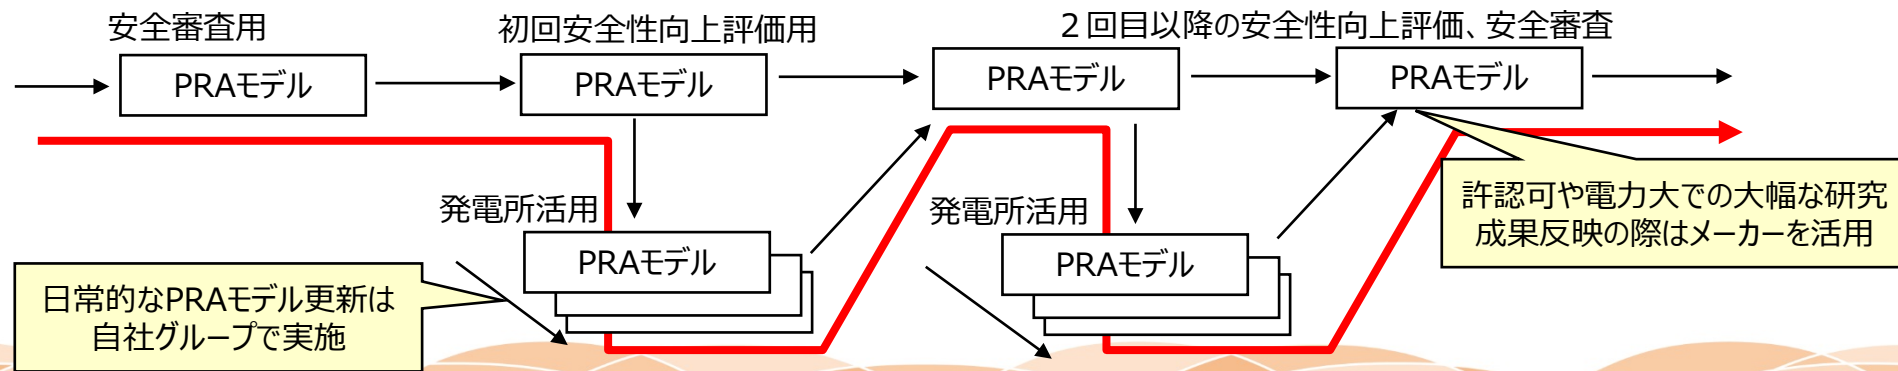 安全審査用
初回安全性向上評価用
２回目以降の安全性向上評価、安全審査
PRAモデル
PRAモデル
PRAモデル
PRAモデル
発電所活用
PRAモデル
発電所活用
PRAモデル
許認可や電力大での大幅な研究
成果反映の際はメーカーを活用
日常的なPRAモデル更新は
自社グループで実施